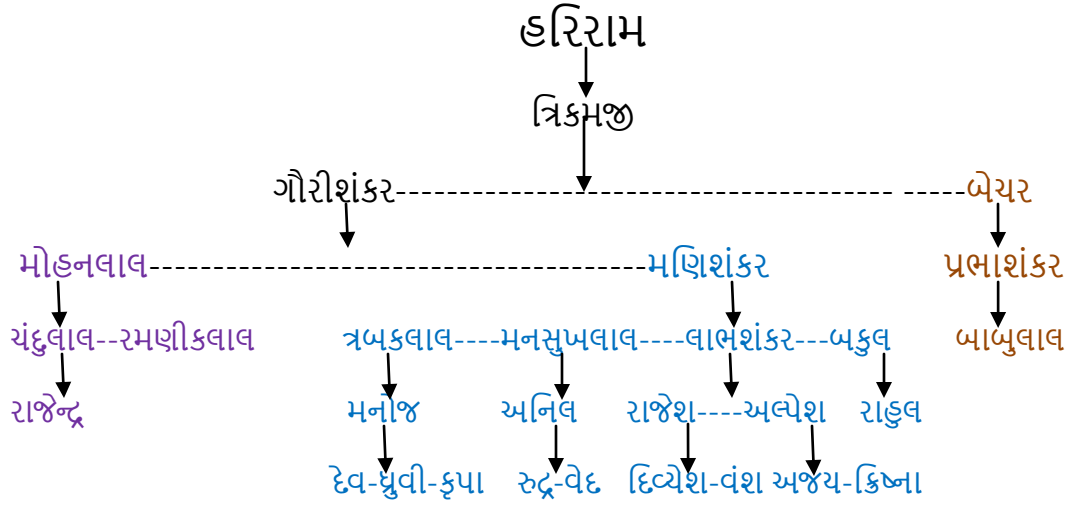 હરિરામ
ત્રિકમજી
ગૌરીશંકર-------------------------------------- -----બેચર
મોહનલાલ--------------------------------------મણિશંકર પ્રભાશંકર
ચંદુલાલ--રમણીકલાલ ત્રબકલાલ----મનસુખલાલ----લાભશંકર---બકુલ બાબુલાલ
રાજેન્દ્ર મનોજ અનિલ રાજેશ----અલ્પેશ રાહુલ
દેવ-ધ્રુવી-કૃપા રુદ્ર-વેદ દિવ્યેશ-વંશ અજય-ક્રિષ્ના